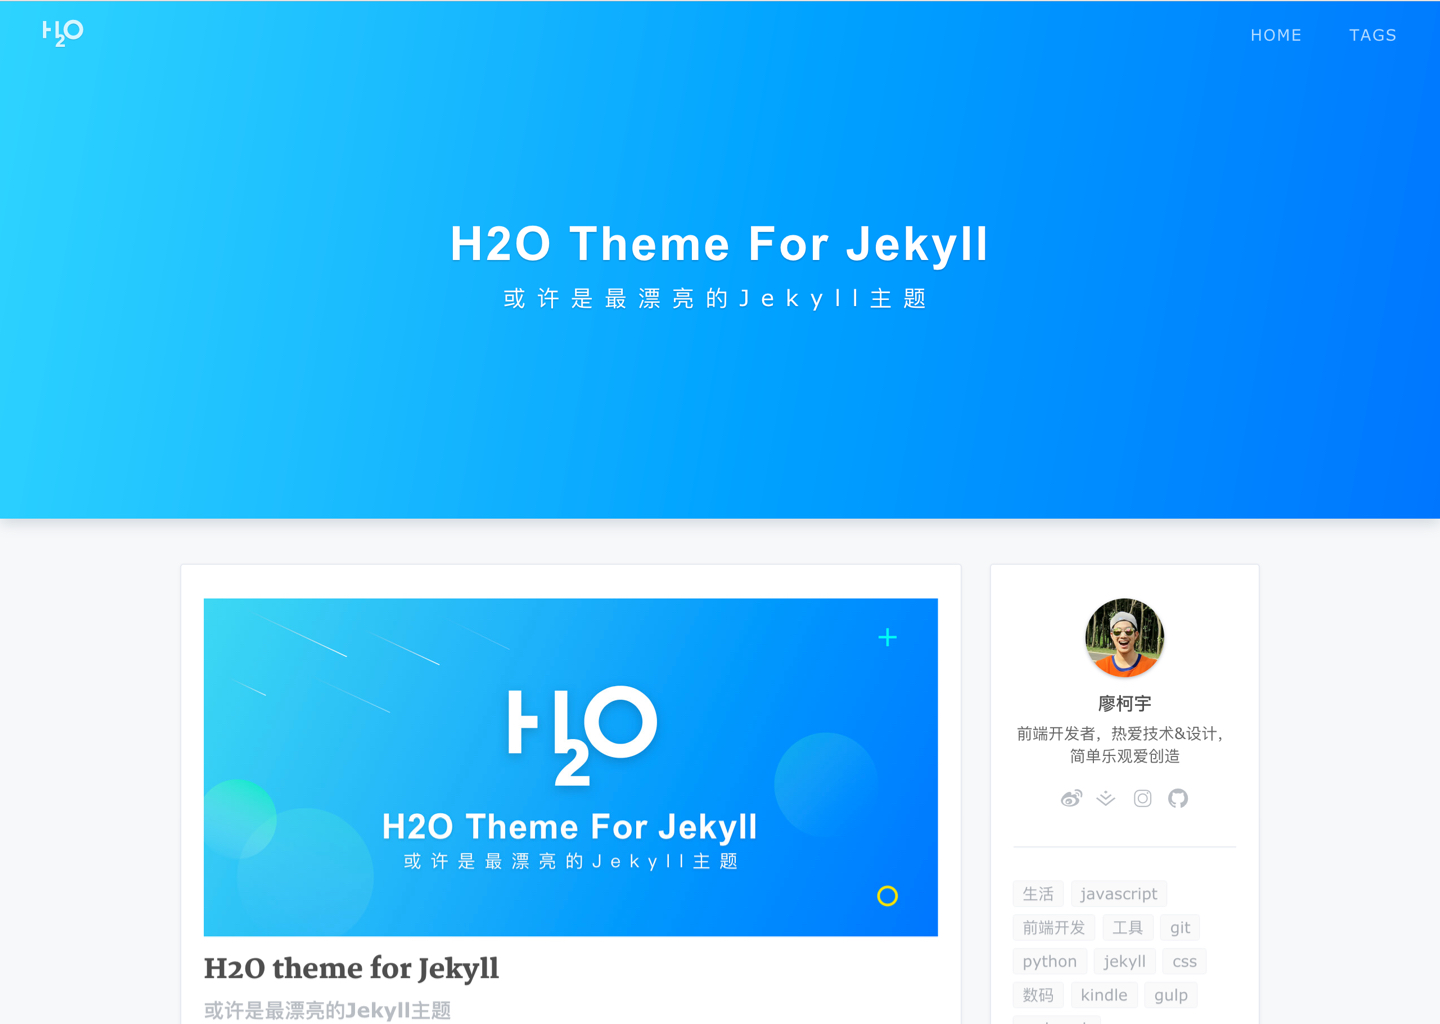 H2O
HOME TAGS
H2O Theme For Jekyll
或许是最漂亮的Jekyll主题
H2O
H2O Theme For Jekyll
或许是最漂亮的Jekyll主题
H2O theme for Jekyll
或许是最漂亮的Jekyll主题
廖柯宇
前端开发者，热爱技术&设计，
简单乐观爱创造
生活 javascript
前端开发 工具 git
python jekyll css
数码 kindle gulp